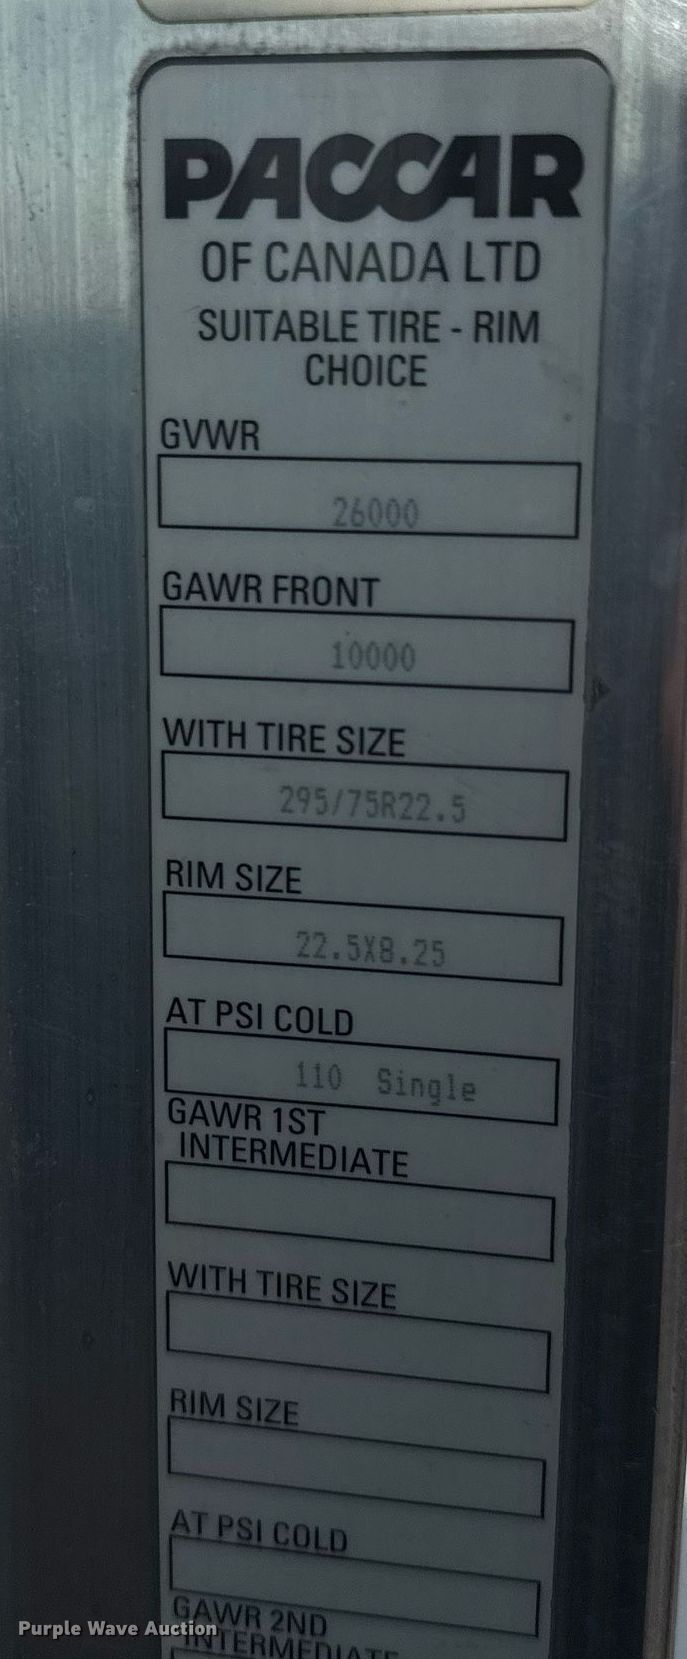 PACCAR
OF CANADA LTD
SUITABLE TIRE - RIM
CHOICE
GVWR
26000
GAWR FRONT
10000
WITH TIRE SIZE
295/75R22.5
RIM SIZE
22.5X8.25
AT PSI COLD
110 Single
GAWR 1ST
INTERMEDIATE
WITH TIRE SIZE
RIM SIZE
AT PSI COLD
GAWR 2ND
INTERMEDIATE
Purple Wave Auction